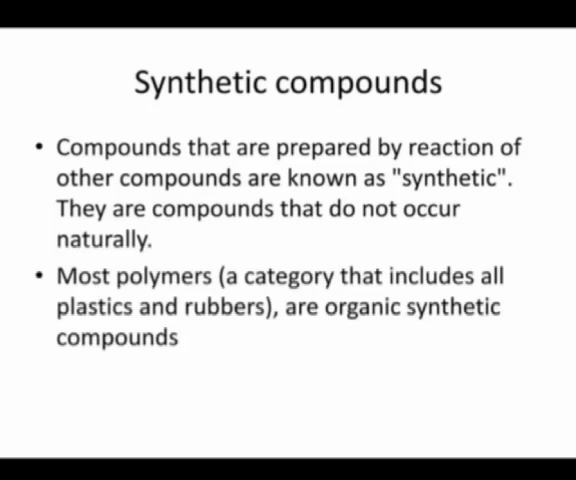 Synthetic compounds
• Compounds that are prepared by reaction of
other compounds are known as "synthetic".
They are compounds that do not occur
naturally.
• Most polymers (a category that includes all
plastics and rubbers), are organic synthetic
compounds